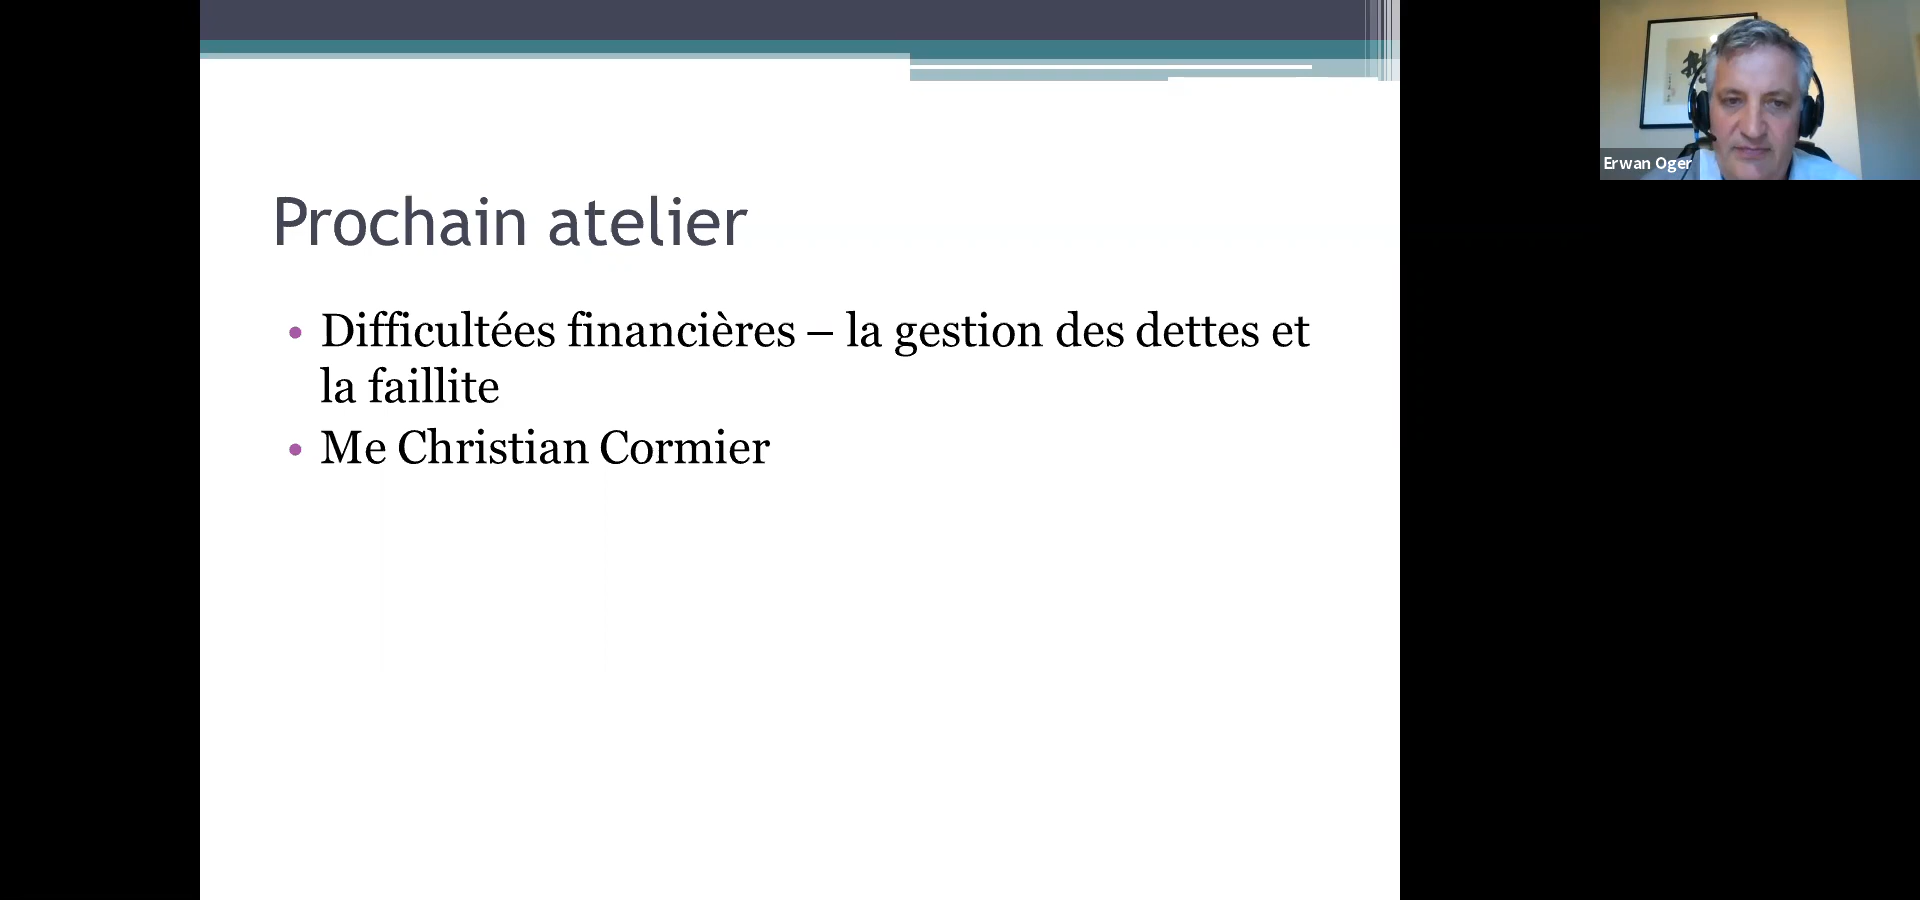 Prochain atelier
• Difficultées financières – la gestion des dettes et
la faillite
• Me Christian Cormier
Erwan Oger